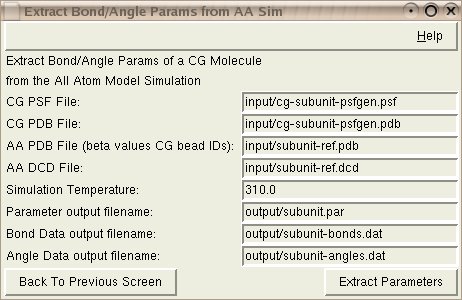 Extract Bond/Angle Params from AA Sim
Help
Extract Bond/Angle Params of a CG Molecule
from the All Atom Model Simulation
CG PSF File: input/cg-subunit-psfgen.psf
CG PDB File: input/cg-subunit-psfgen.pdb
AA PDB File (beta values CG bead IDs): input/subunit-ref.pdb
AA DCD File: input/subunit-ref.dcd
Simulation Temperature: 310.0
Parameter output filename: output/subunit.par
Bond Data output filename: output/subunit-bonds.dat
Angle Data output filename: output/subunit-angles.dat
Back To Previous Screen Extract Parameters